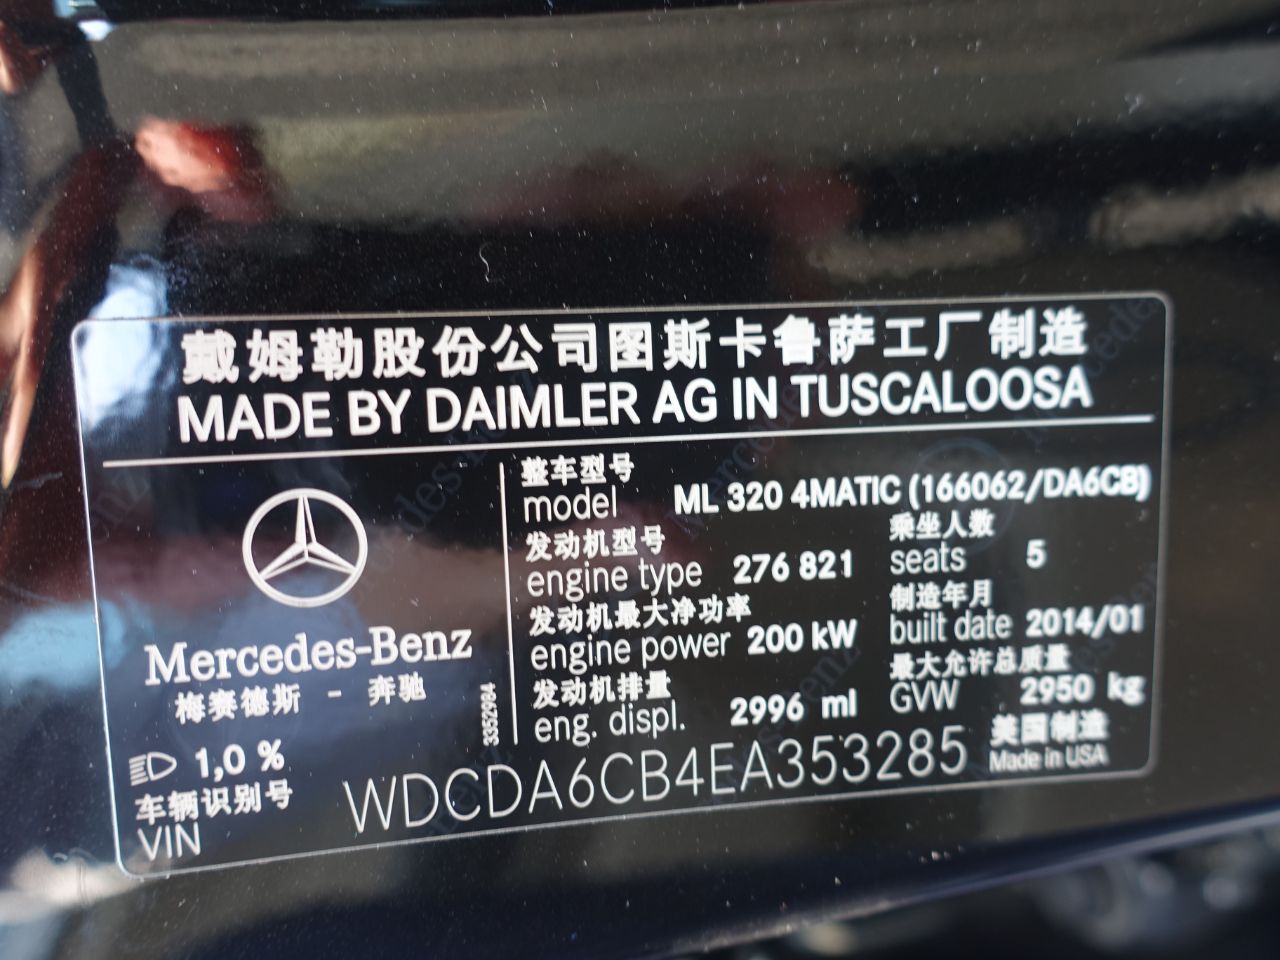 戴姆勒股份公司图斯卡鲁萨工厂制造
MADE BY DAIMLER AG IN TUSCALOOSA
Mercedes-Benz
梅赛德斯 - 奔驰
3352984
1,0 %
整车型号
model ML 320 4MATIC (166062/DA6CB)
发动机型号 乘坐人数
engine type 276 821 seats 5
发动机最大净功率 制造年月
engine power 200 kW built date 2014/01
发动机排量 最大允许总质量
eng. displ. 2996 ml GVW 2950 kg
车辆识别号 美国制造
VIN WDCDA6CB4EA353285 Made in USA